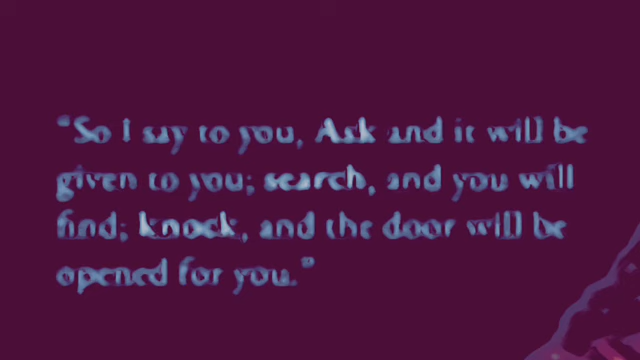 “So I say to you, Ask and it will be
given to you; search, and you will
find; knock, and the door will be
opened for you.”